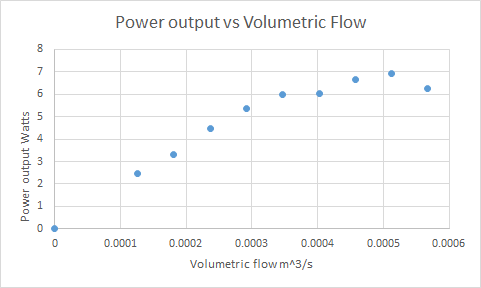 Power output vs Volumetric Flow
8
7
6
5
4
3
2
1
0
Power output Watts
0 0.0001 0.0002 0.0003 0.0004 0.0005 0.0006
Volumetric flow m^3/s